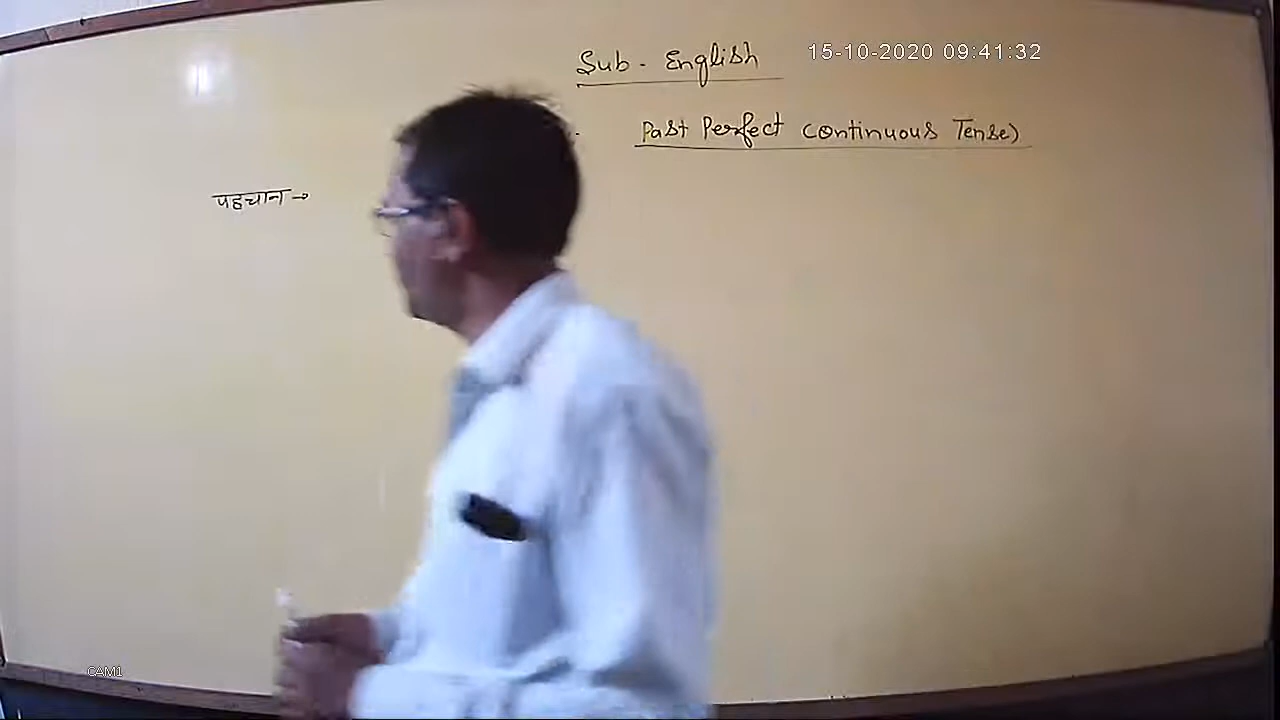 Sub - English 15-10-2020 09:41:32
Past Perfect Continuous Tense)
पहचान →
CAM1